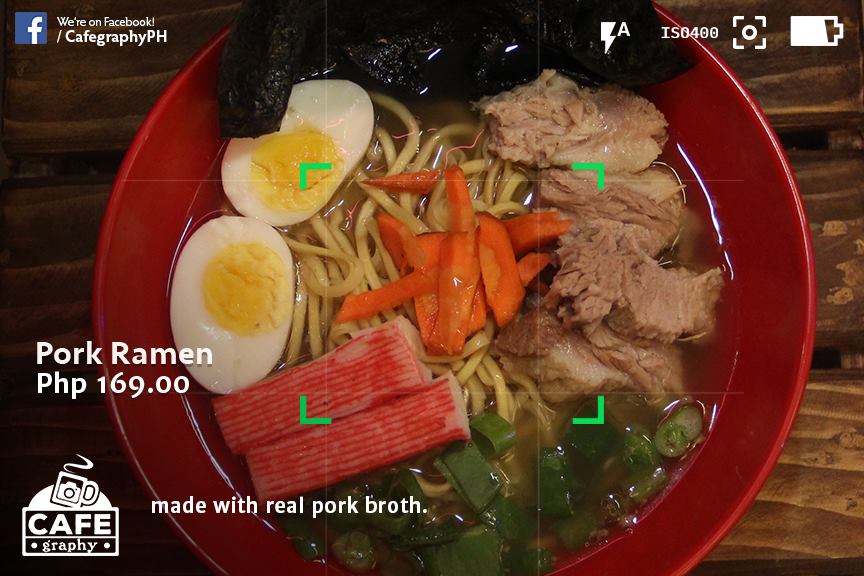 We're on Facebook!
/ CafegraphyPH
A
ISO400
Pork Ramen
Php 169.00
CAFE
graphy
made with real pork broth.